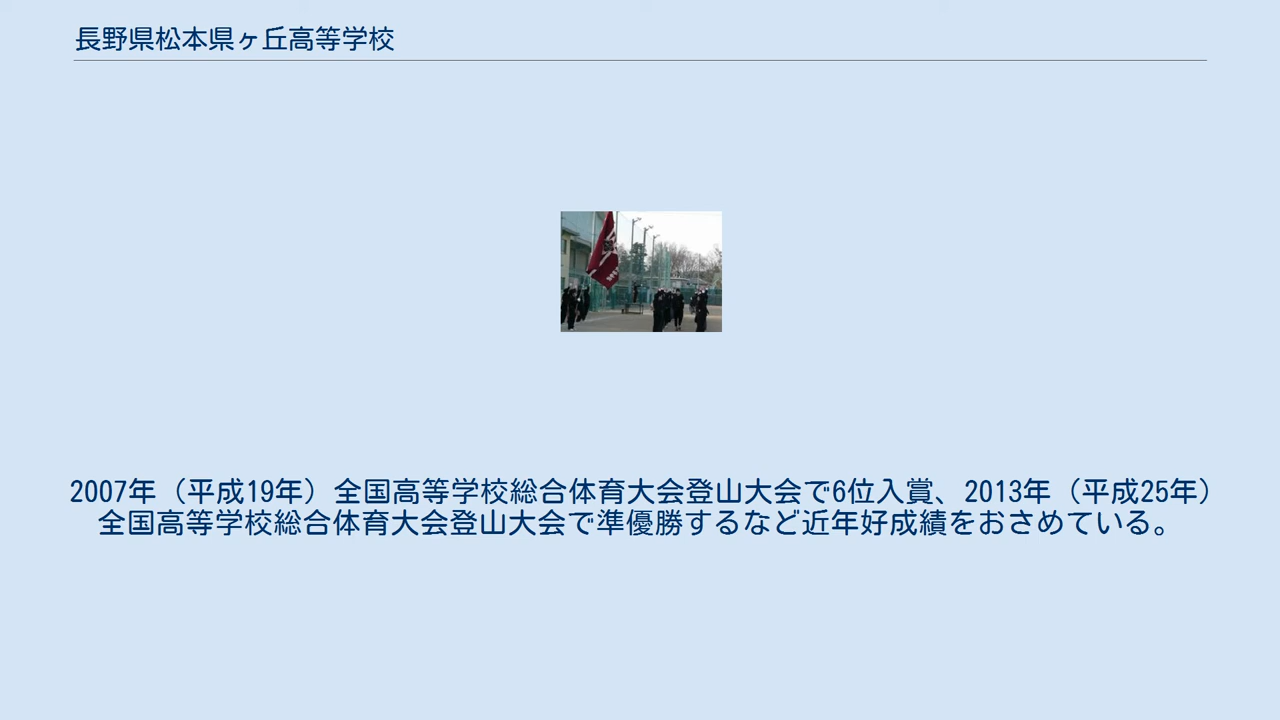 長野県松本県ヶ丘高等学校
2007年（平成19年）全国高等学校総合体育大会登山大会で6位入賞、2013年（平成25年）
全国高等学校総合体育大会登山大会で準優勝するなど近年好成績をおさめている。